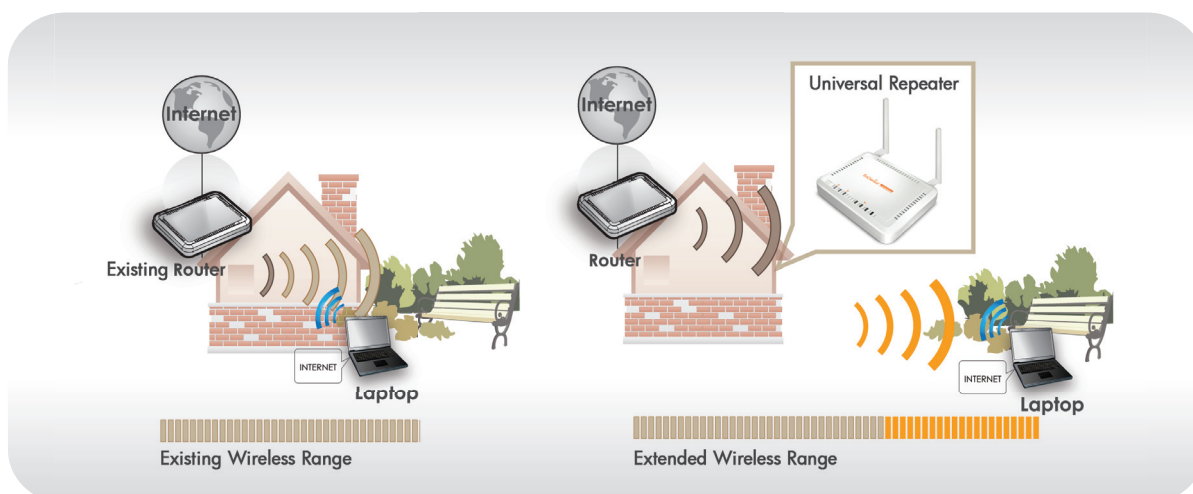 Internet
Existing Router
INTERNET
Laptop
Existing Wireless Range
Internet
Router
Universal Repeater
INTERNET
Laptop
Extended Wireless Range